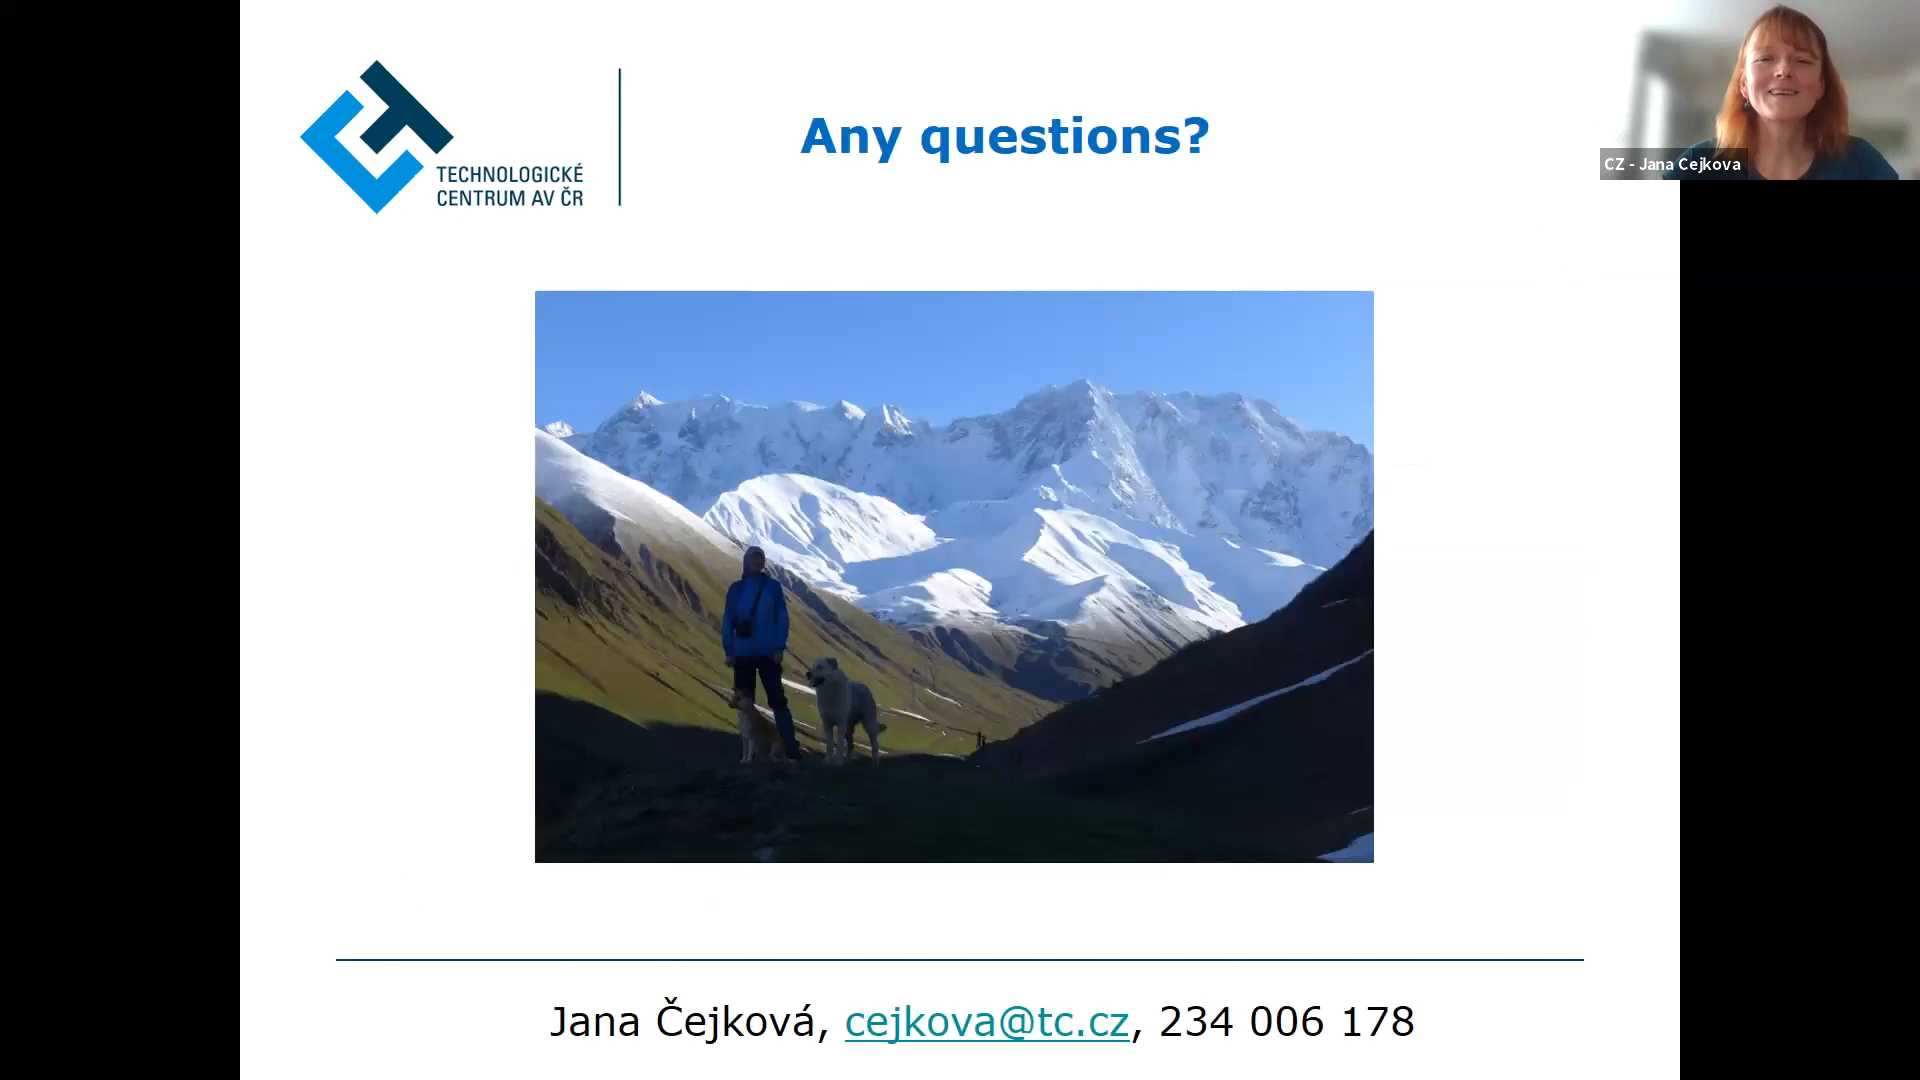 Any questions?
TECHNOLOGICKÉ
CENTRUM AV ČR
CZ - Jana Cejkova
Jana Čejková, cejkova@tc.cz, 234 006 178